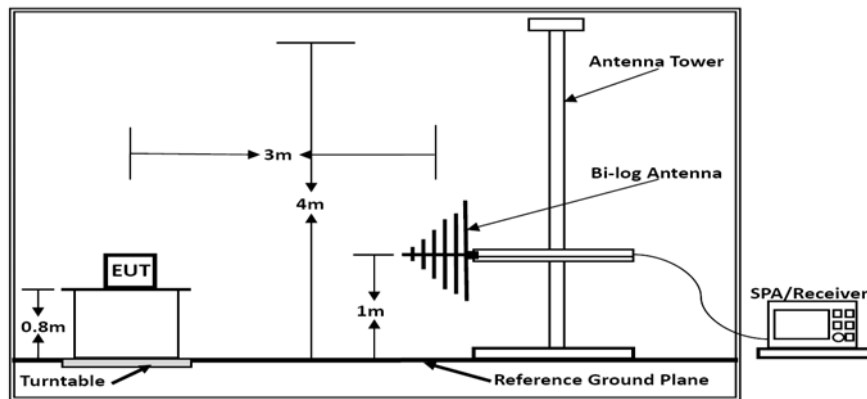 Antenna Tower
3m
Bi-log Antenna
4m
EUT
SPA/Receiver
1m
0.8m
Turntable
Reference Ground Plane